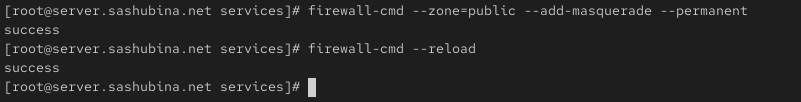 [root@server.sashubina.net services]# firewall-cmd --zone=public --add-masquerade --permanent
success
[root@server.sashubina.net services]# firewall-cmd --reload
success
[root@server.sashubina.net services]#